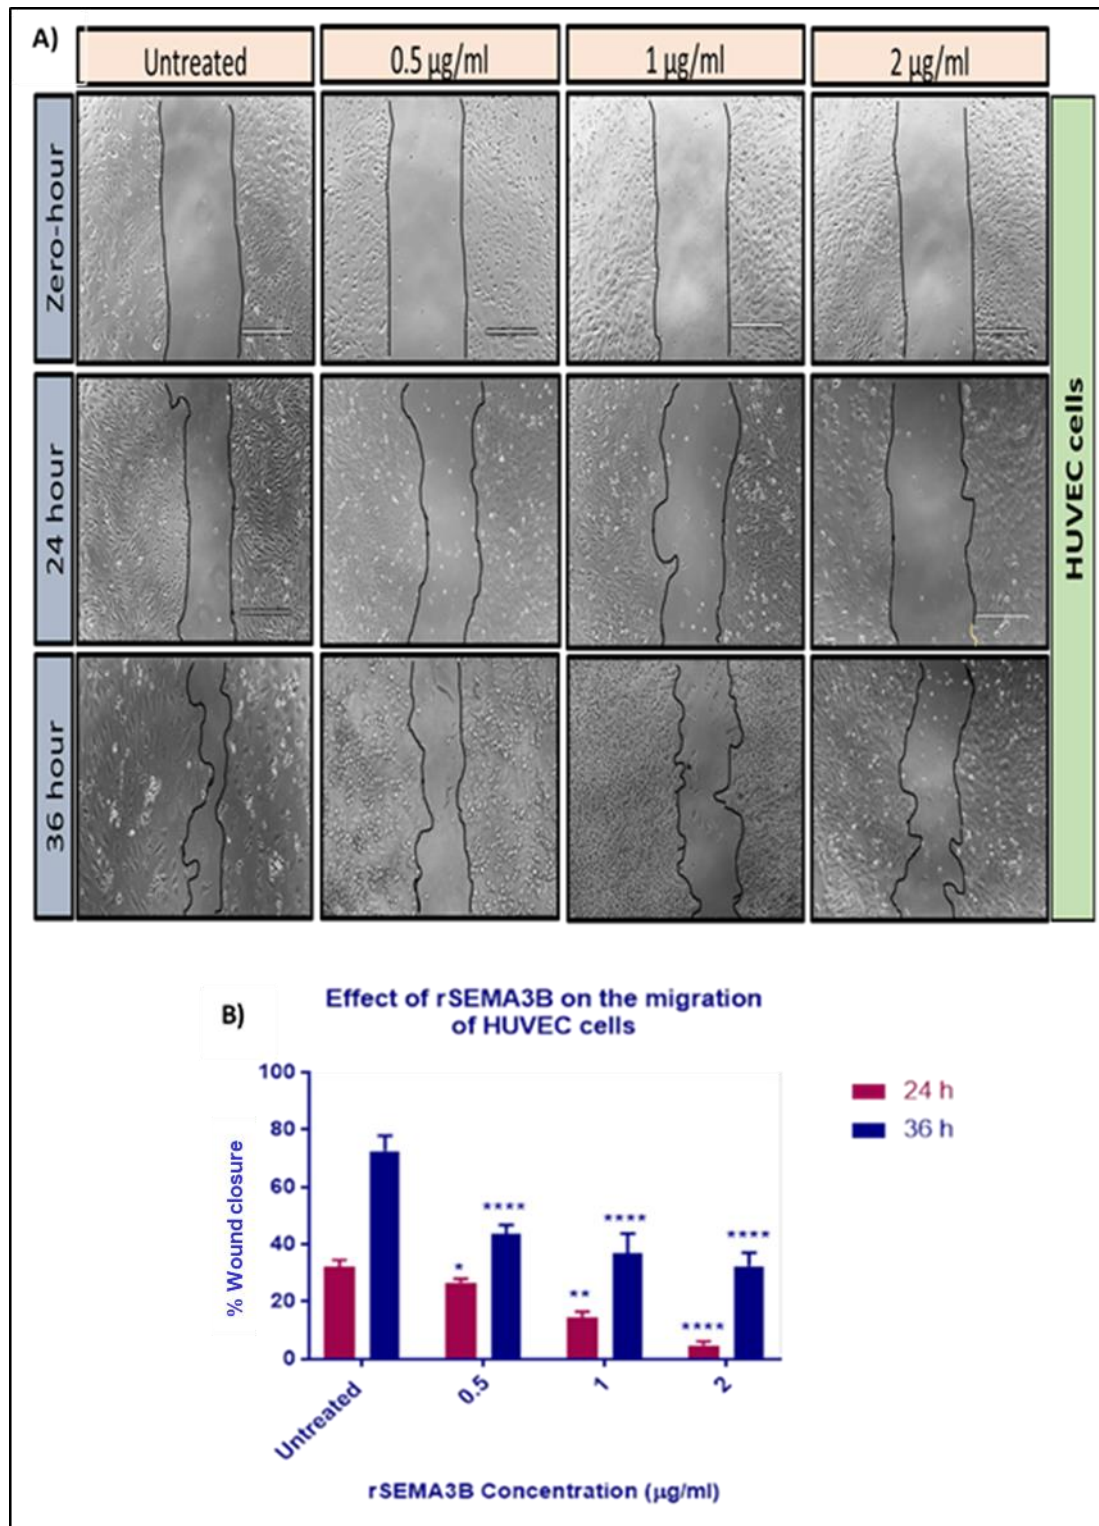 A)
Untreated
0.5 µg/ml
1 µg/ml
2 µg/ml
Zero-hour
24 hour
36 hour
HUVEC cells
B)
Effect of rSEMA3B on the migration
of HUVEC cells
% Wound closure
100
80
60
40
20
0
*
****
**
****
****
****
24 h
36 h
Untreated
0.5
1
2
rSEMA3B Concentration (µg/ml)